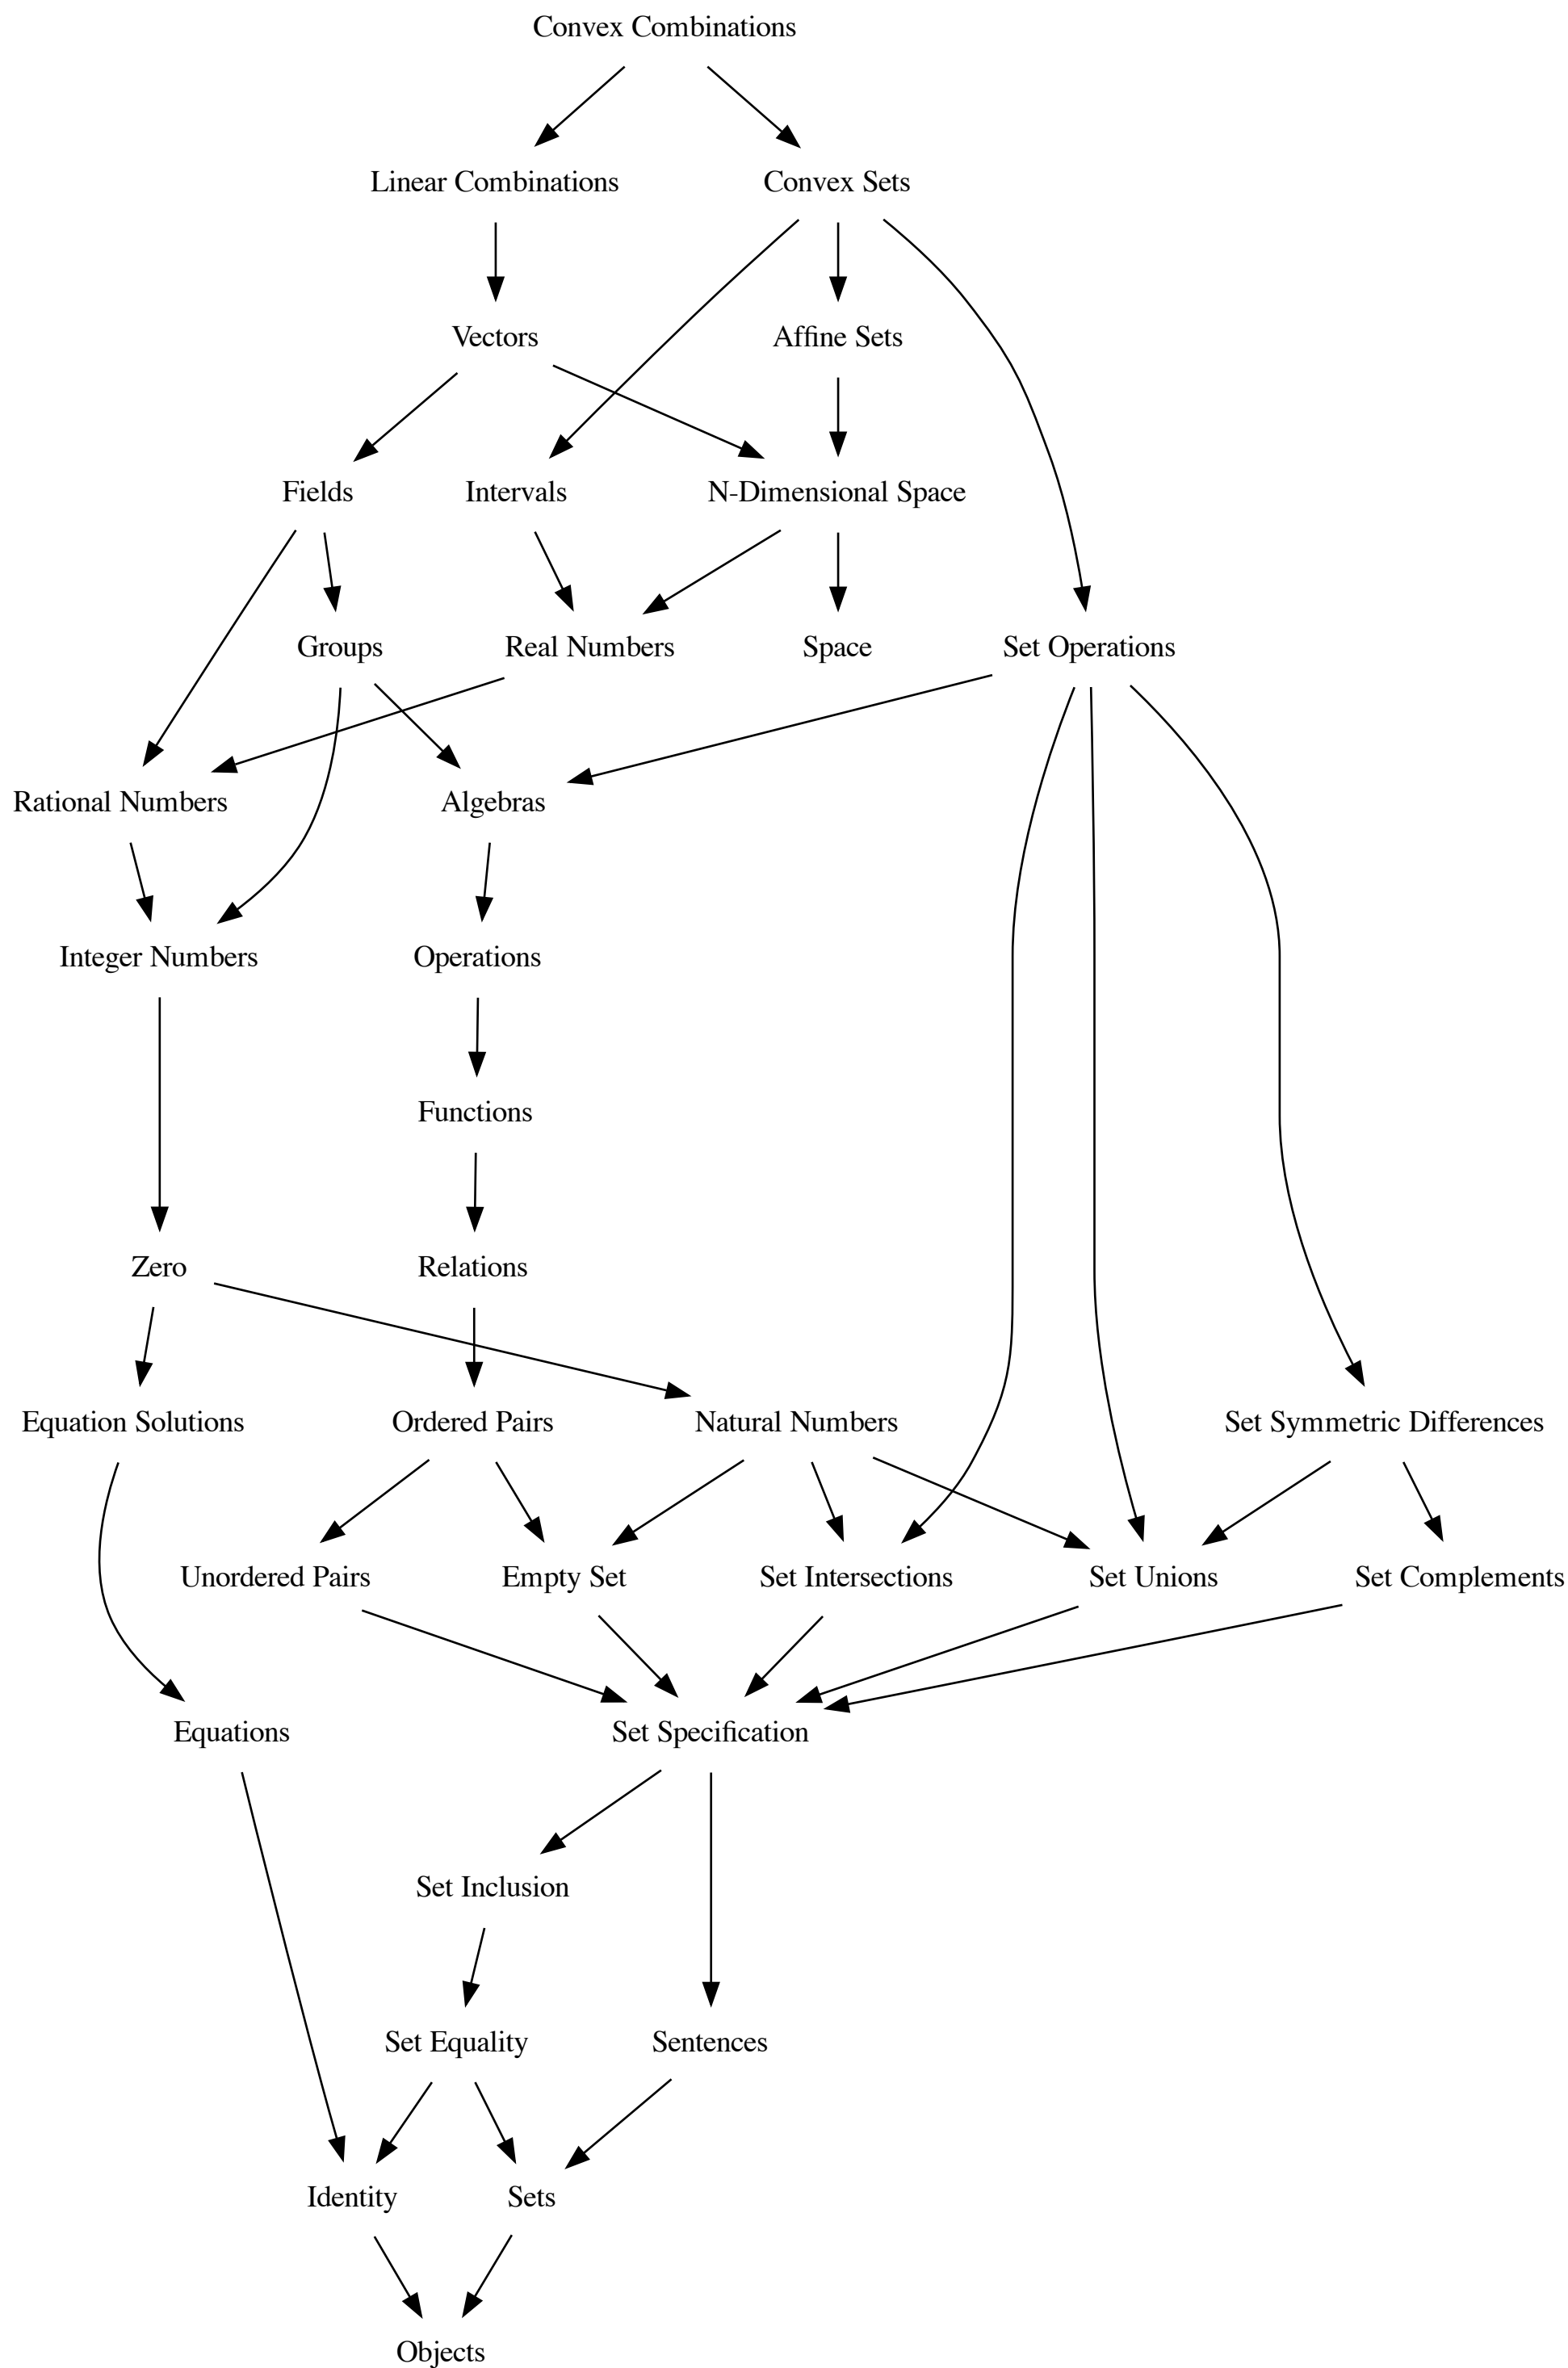 Convex Combinations
Linear Combinations
Convex Sets
Vectors
Affine Sets
Fields
Intervals
N-Dimensional Space
Groups
Real Numbers
Space
Set Operations
Rational Numbers
Algebras
Integer Numbers
Operations
Functions
Zero
Relations
Equation Solutions
Ordered Pairs
Natural Numbers
Set Symmetric Differences
Unordered Pairs
Empty Set
Set Intersections
Set Unions
Set Complements
Equations
Set Specification
Set Inclusion
Set Equality
Sentences
Identity
Sets
Objects